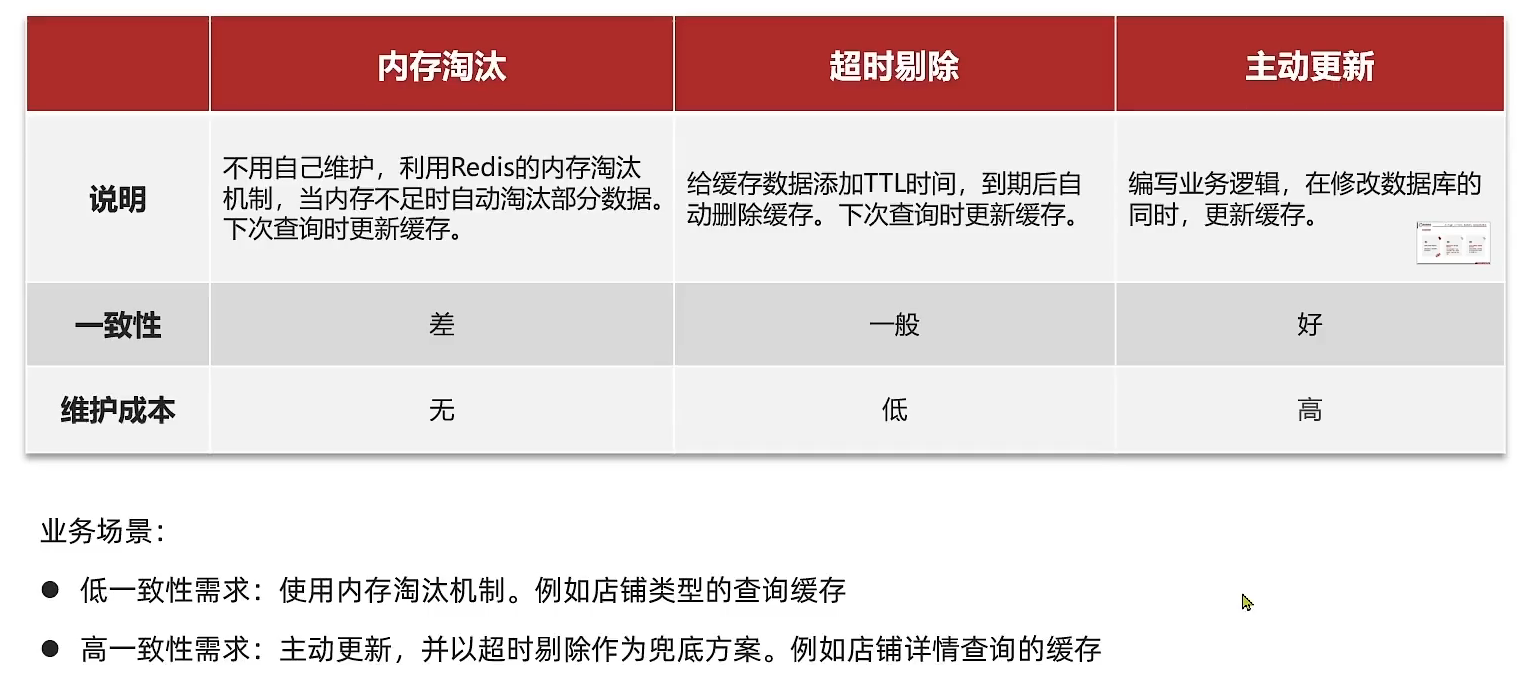 内存淘汰
超时剔除
主动更新
说明
不用自己维护，利用Redis的内存淘汰
机制，当内存不足时自动淘汰部分数据。
下次查询时更新缓存。
给缓存数据添加TTL时间，到期后自
动删除缓存。下次查询时更新缓存。
编写业务逻辑，在修改数据库的
同时，更新缓存。
一致性
差
一般
好
维护成本
无
低
高
业务场景：
● 低一致性需求：使用内存淘汰机制。例如店铺类型的查询缓存
● 高一致性需求：主动更新，并以超时剔除作为兜底方案。例如店铺详情查询的缓存